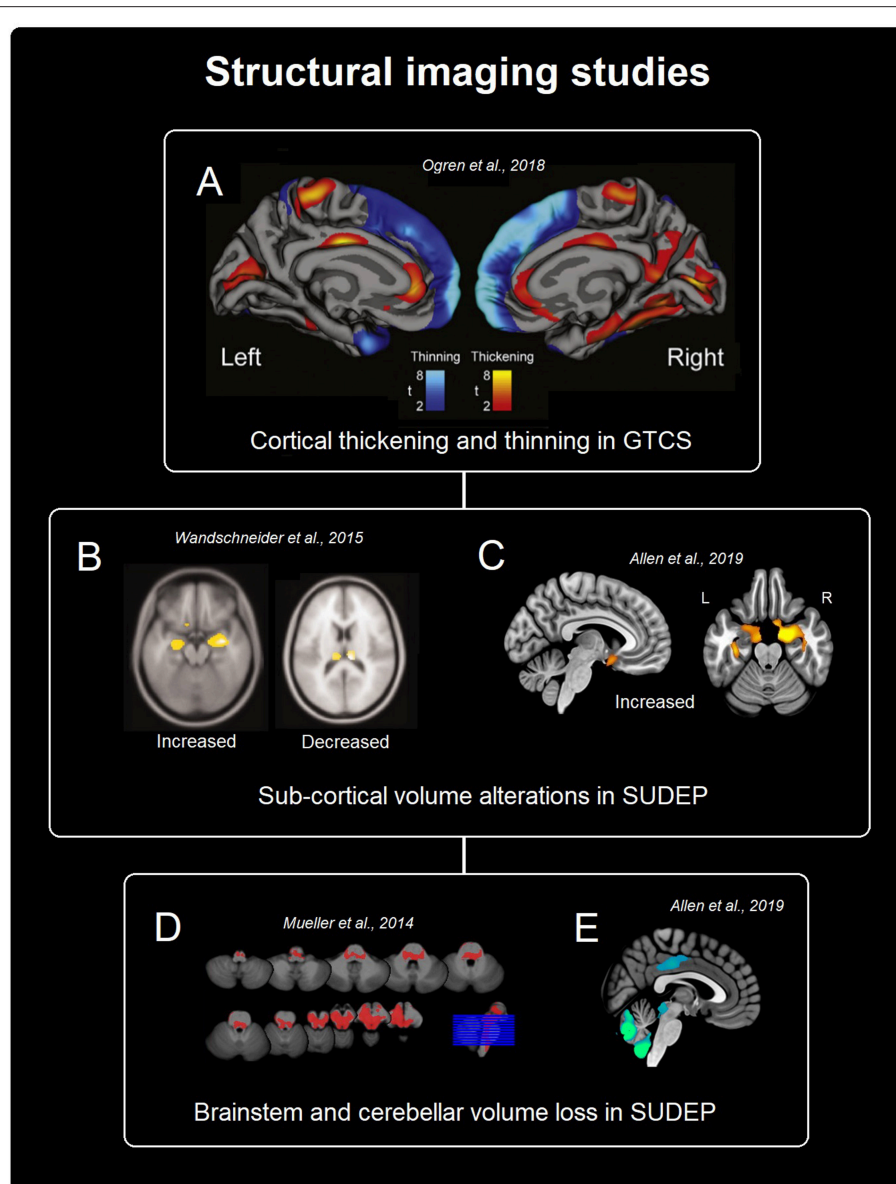 Structural imaging studies
Ogren et al., 2018
A
Left
Right
Thinning Thickening
8 8
t t
2 2
Cortical thickening and thinning in GTCS
B
Wandschneider et al., 2015
Increased Decreased
C
Allen et al., 2019
L R
Increased
Sub-cortical volume alterations in SUDEP
D
Mueller et al., 2014
E
Allen et al., 2019
Brainstem and cerebellar volume loss in SUDEP